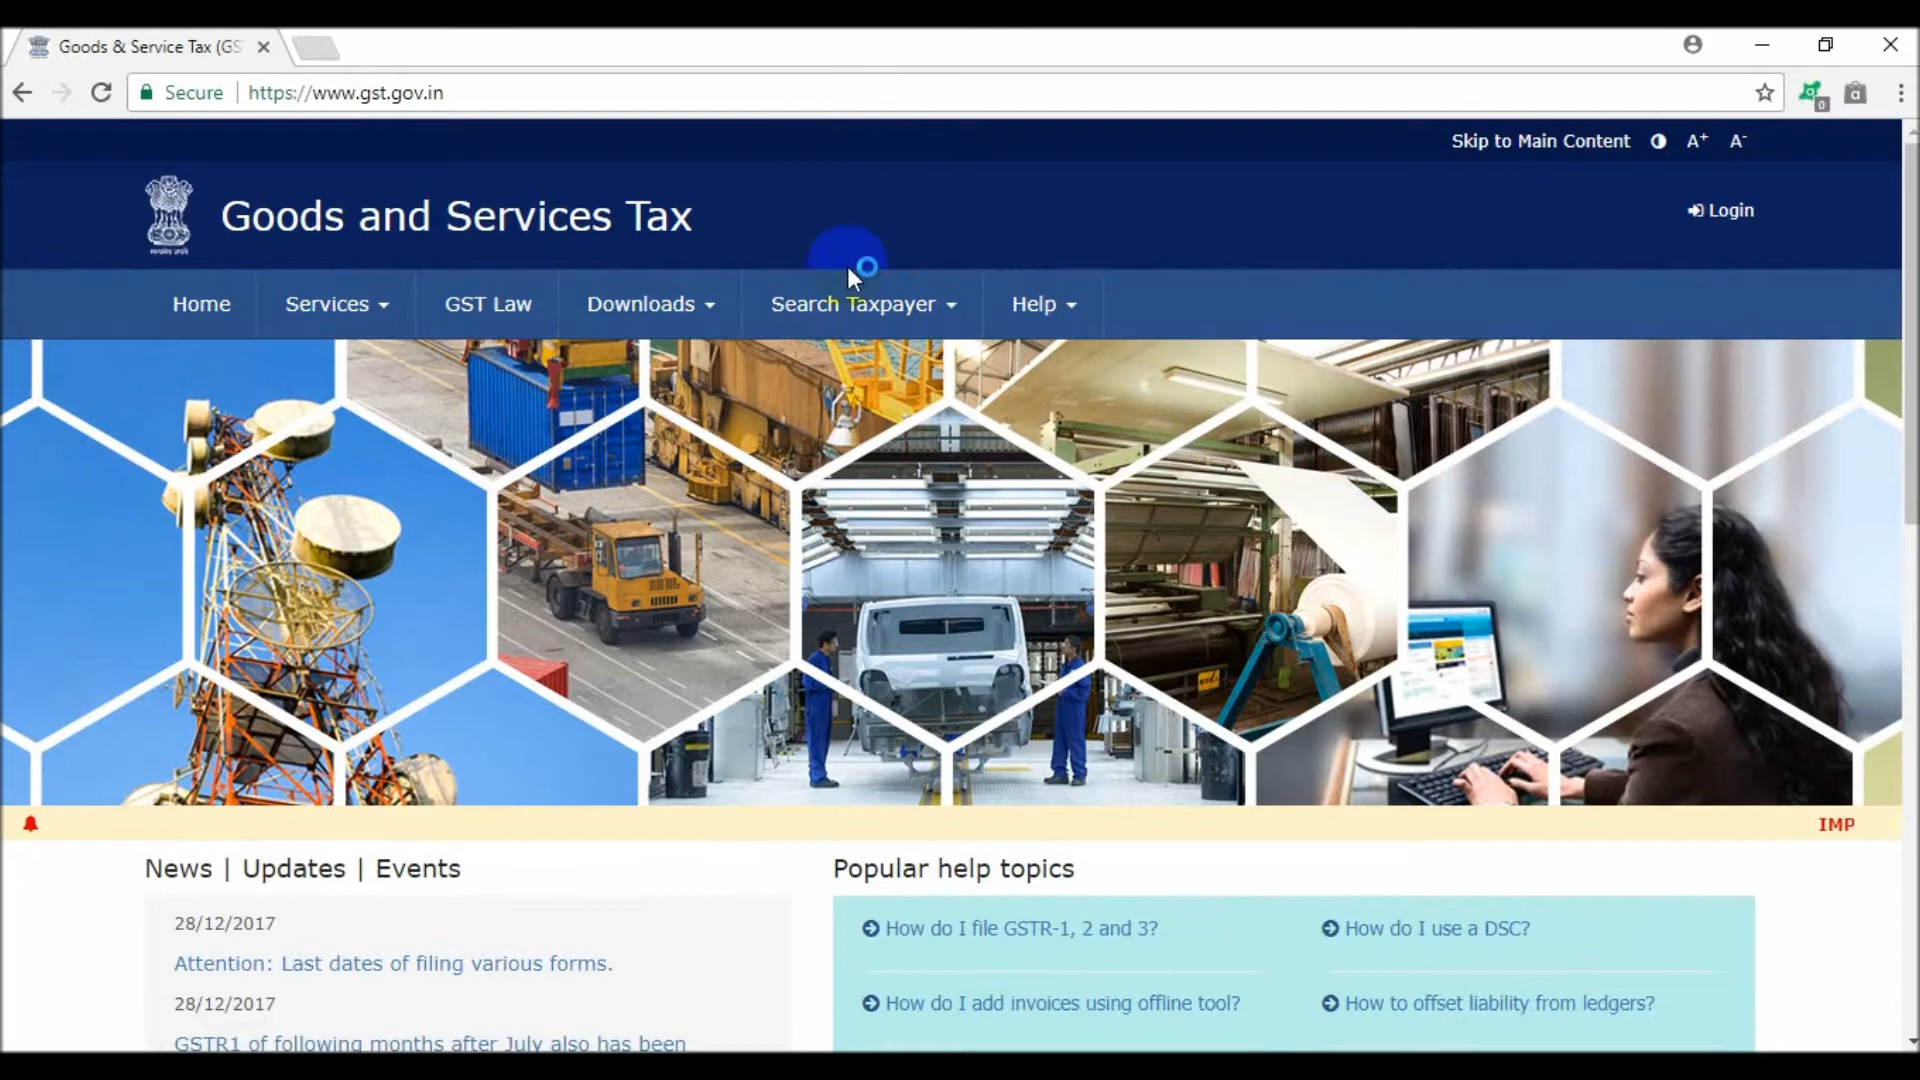 Goods & Service Tax (GS
Secure https://www.gst.gov.in
0
Skip to Main Content A+ A-
Goods and Services Tax
Login
Home Services GST Law Downloads Search Taxpayer Help
IMP
News | Updates | Events
28/12/2017
Attention: Last dates of filing various forms.
28/12/2017
GSTR1 of following months after July also has been
Popular help topics
How do I file GSTR-1, 2 and 3? How do I use a DSC?
How do I add invoices using offline tool? How to offset liability from ledgers?